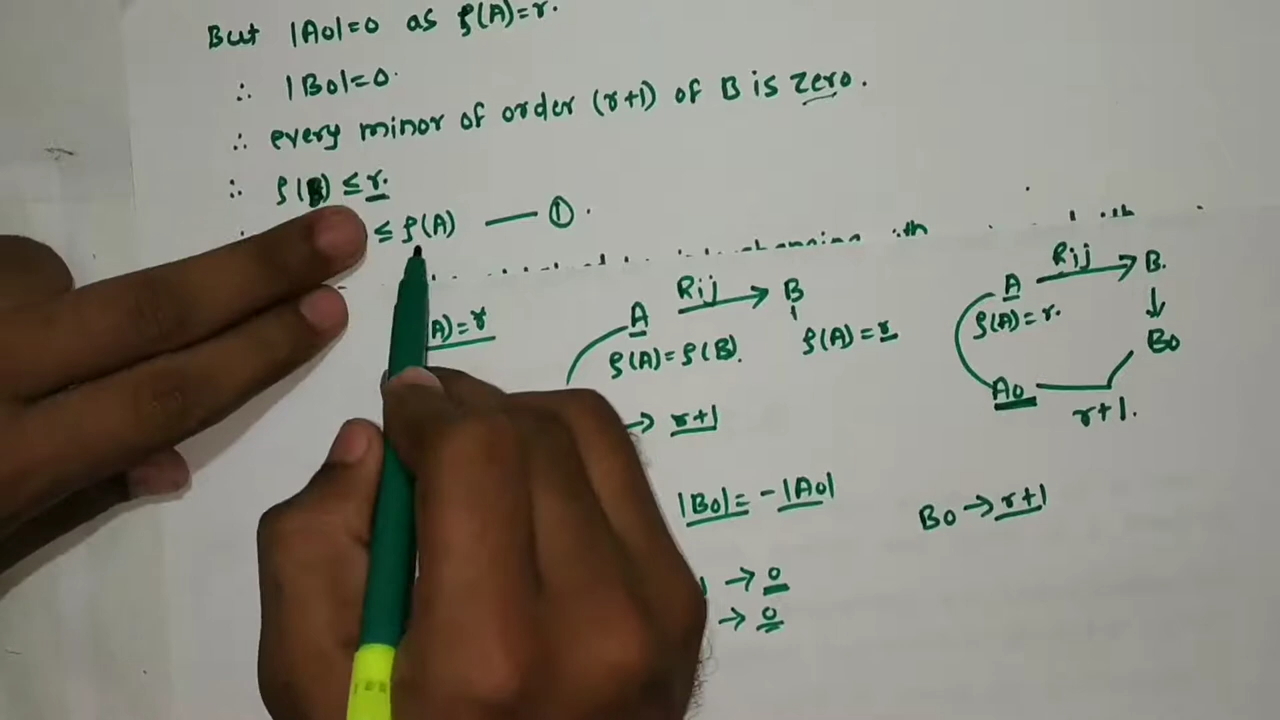 But |A0|=0 as ρ(A)=r.
∴ |B0|=0.
∴ every minor of order (r+1) of B is zero.
∴ ρ(B) ≤ r.
≤ ρ(A) — ①.
A)=r
A Rij → B
ρ(A)=ρ(B). ρ(A)=r
→ r+1
|B0|= -|A0|
→ 0
→ 0
A Rij → B.
ρ(A)=r. ↓
B0
A0
r+1.
B0 → r+1